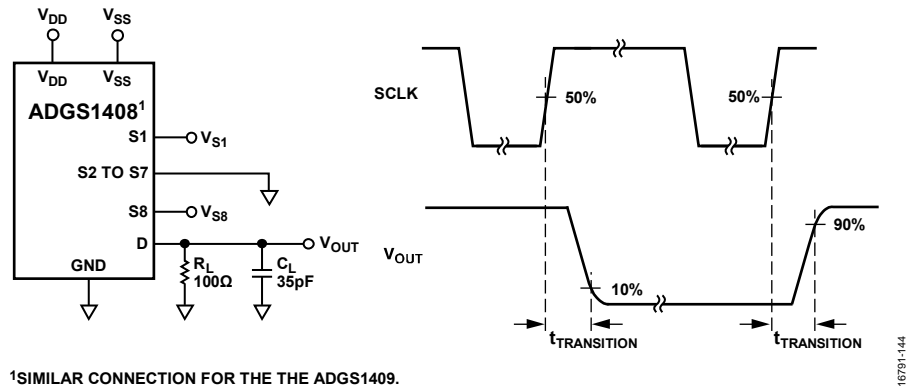 VDD VSS
VDD VSS
ADGS1408¹
S1 VS1
S2 TO S7
S8 VS8
D VOUT
GND
RL
100Ω
CL
35pF
SCLK
50%
50%
VOUT
10%
90%
tTRANSITION
tTRANSITION
¹SIMILAR CONNECTION FOR THE THE ADGS1409.
16791-144